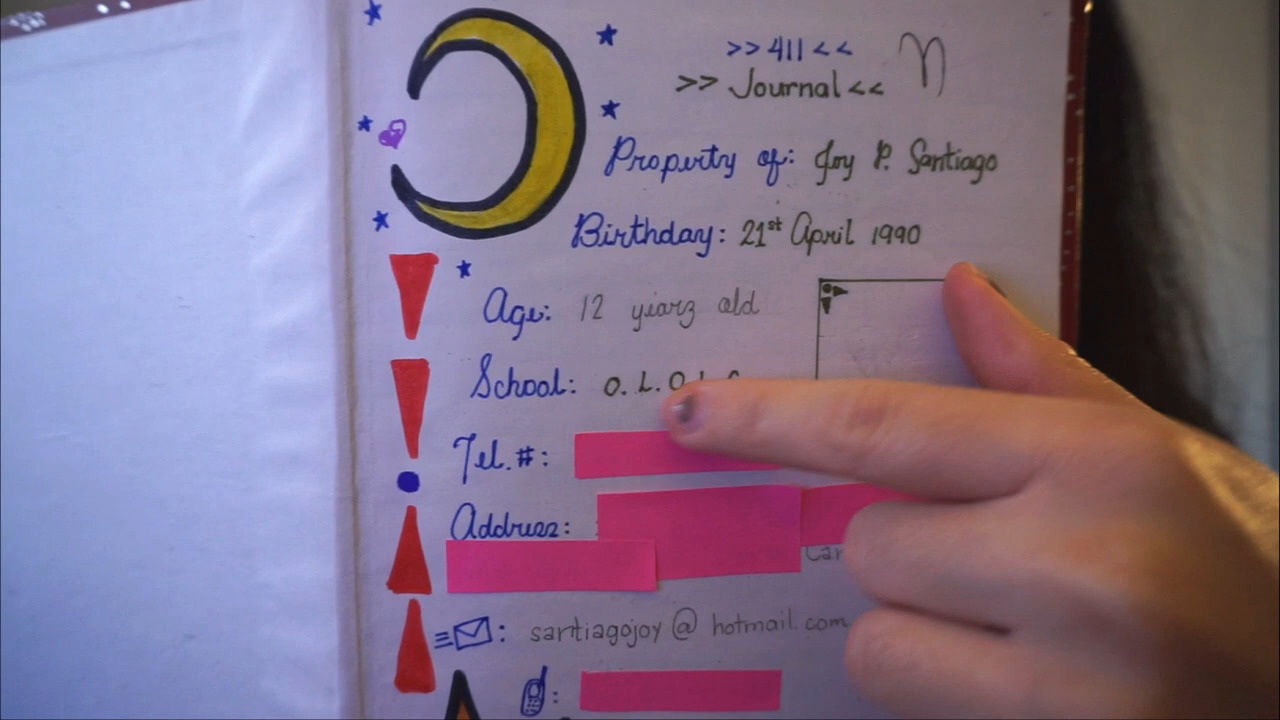 >> 411 <<
>> Journal <<
Property of: Joy P. Santiago
Birthday: 21st April 1990
Age: 12 yiarz old
School: O. L. O. L.
Tel. #:
Address:
: santiagojoy @ hotmail.com
: